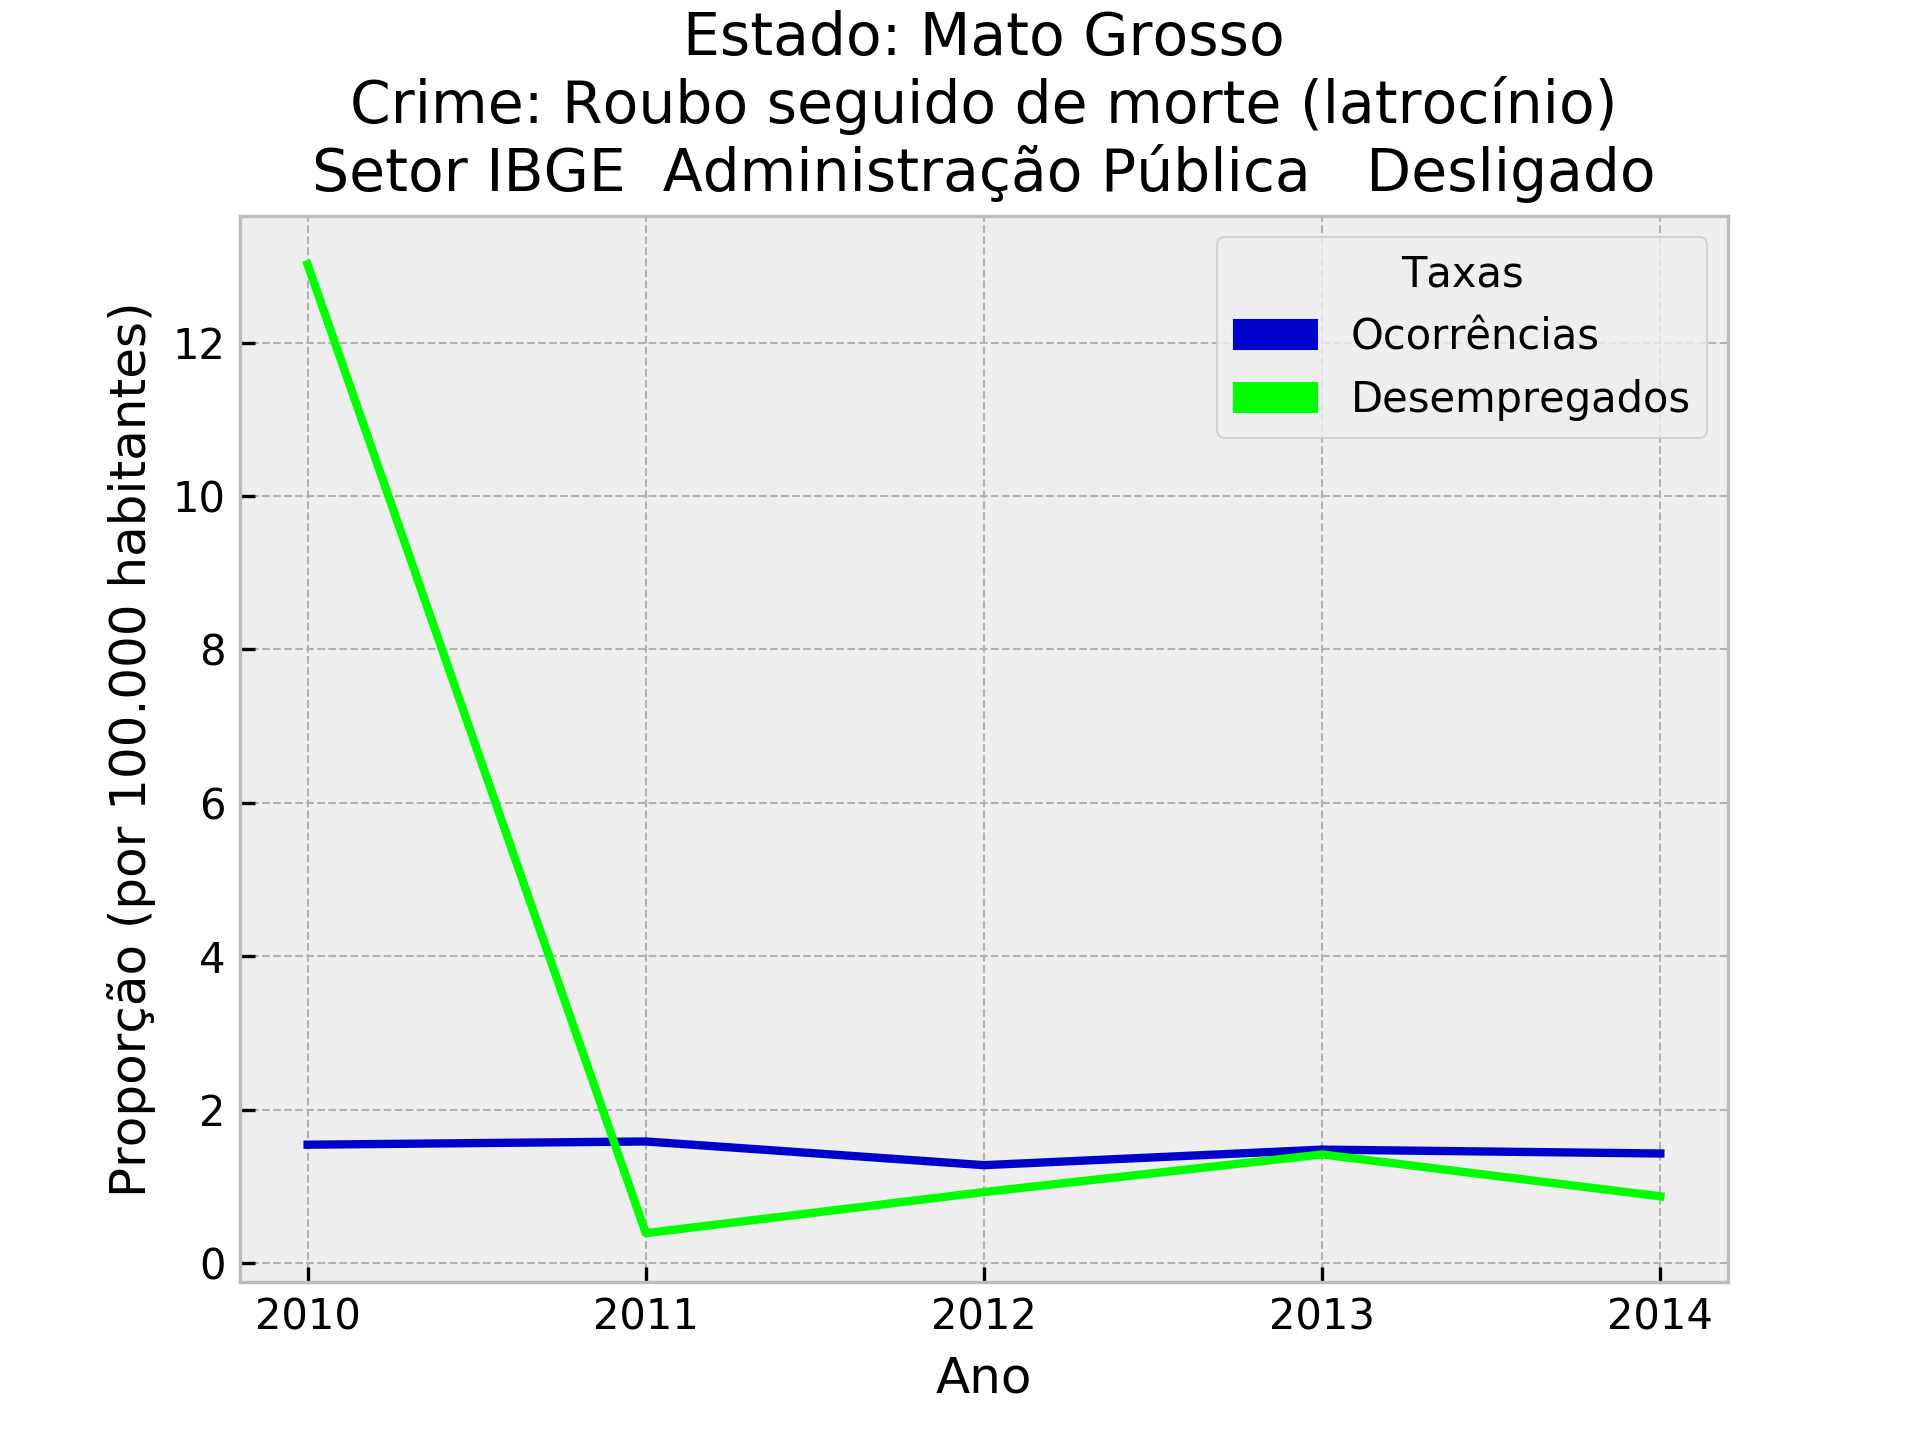 Estado: Mato Grosso
Crime: Roubo seguido de morte (latrocínio)
Setor IBGE  Administração Pública   Desligado
Taxas
Ocorrências
Desempregados
Proporção (por 100.000 habitantes)
12
10
8
6
4
2
0
2010 2011 2012 2013 2014
Ano